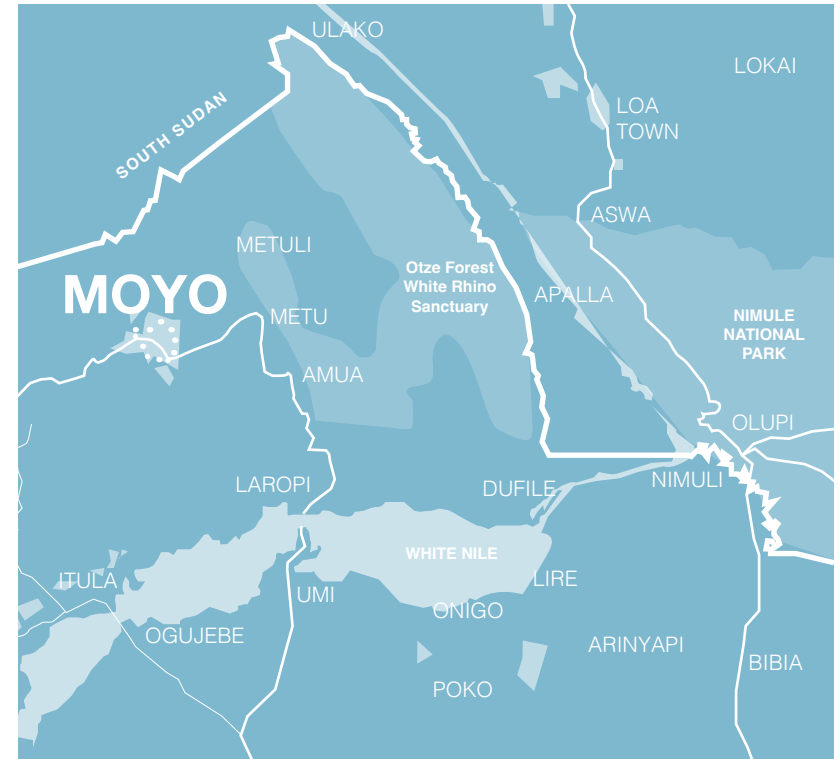 ULAKO
LOKAI
SOUTH SUDAN
LOA
TOWN
ASWA
METULI
Otze Forest
White Rhino
Sanctuary
MOYO
APALLA
METU
NIMULE
NATIONAL
PARK
AMUA
OLUPI
LAROPI
DUFILE
NIMULI
WHITE NILE
ITULA
LIRE
UMI
ONIGO
OGUJEBE
ARINYAPI
BIBIA
POKO